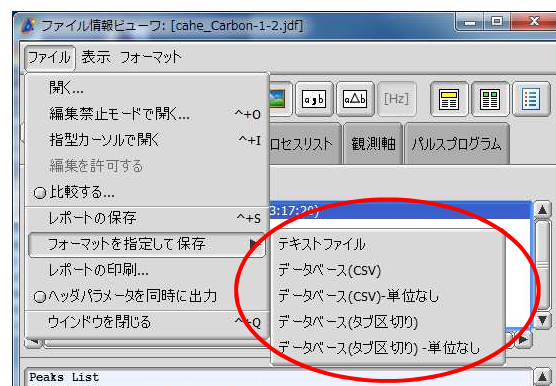 ファイル情報ビューワ: [cahe_Carbon-1-2.jdf]
ファイル 表示 フォーマット
開く...
編集禁止モードで開く... ^+O
指型カーソルで開く ^+I
編集を許可する
比較する...
レポートの保存 ^+S
フォーマットを指定して保存
レポートの印刷...
ヘッダパラメータを同時に出力
ウインドウを閉じる ^+Q
a,b
a∆b
[Hz]
ロセスリスト 観測軸 パルスプログラム
3:17:20)
テキストファイル
データベース(CSV)
データベース(CSV)-単位なし
データベース(タブ区切り)
データベース(タブ区切り) -単位なし
Peaks List